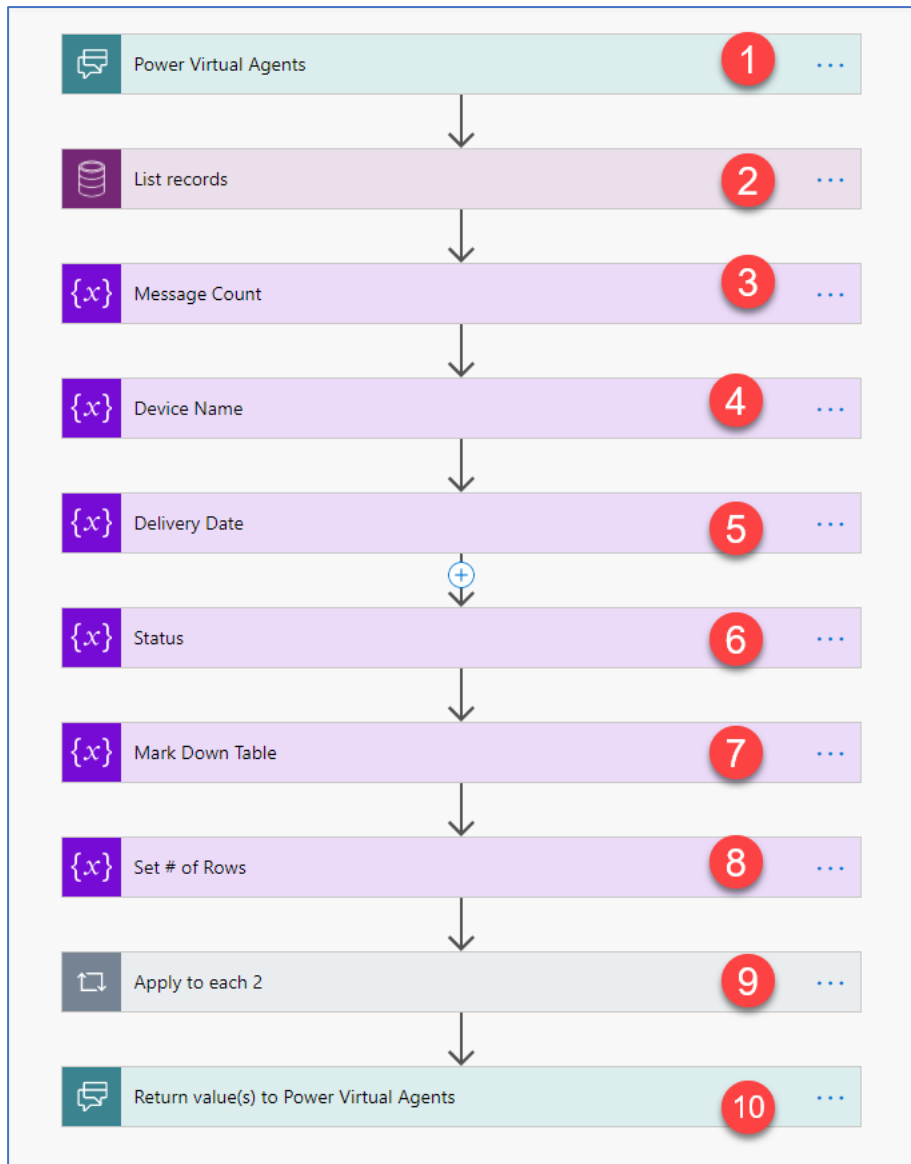 Power Virtual Agents 1 ...
List records 2 ...
{x} Message Count 3 ...
{x} Device Name 4 ...
{x} Delivery Date 5 ...
{x} Status 6 ...
{x} Mark Down Table 7 ...
{x} Set # of Rows 8 ...
Apply to each 2 9 ...
Return value(s) to Power Virtual Agents 10 ...